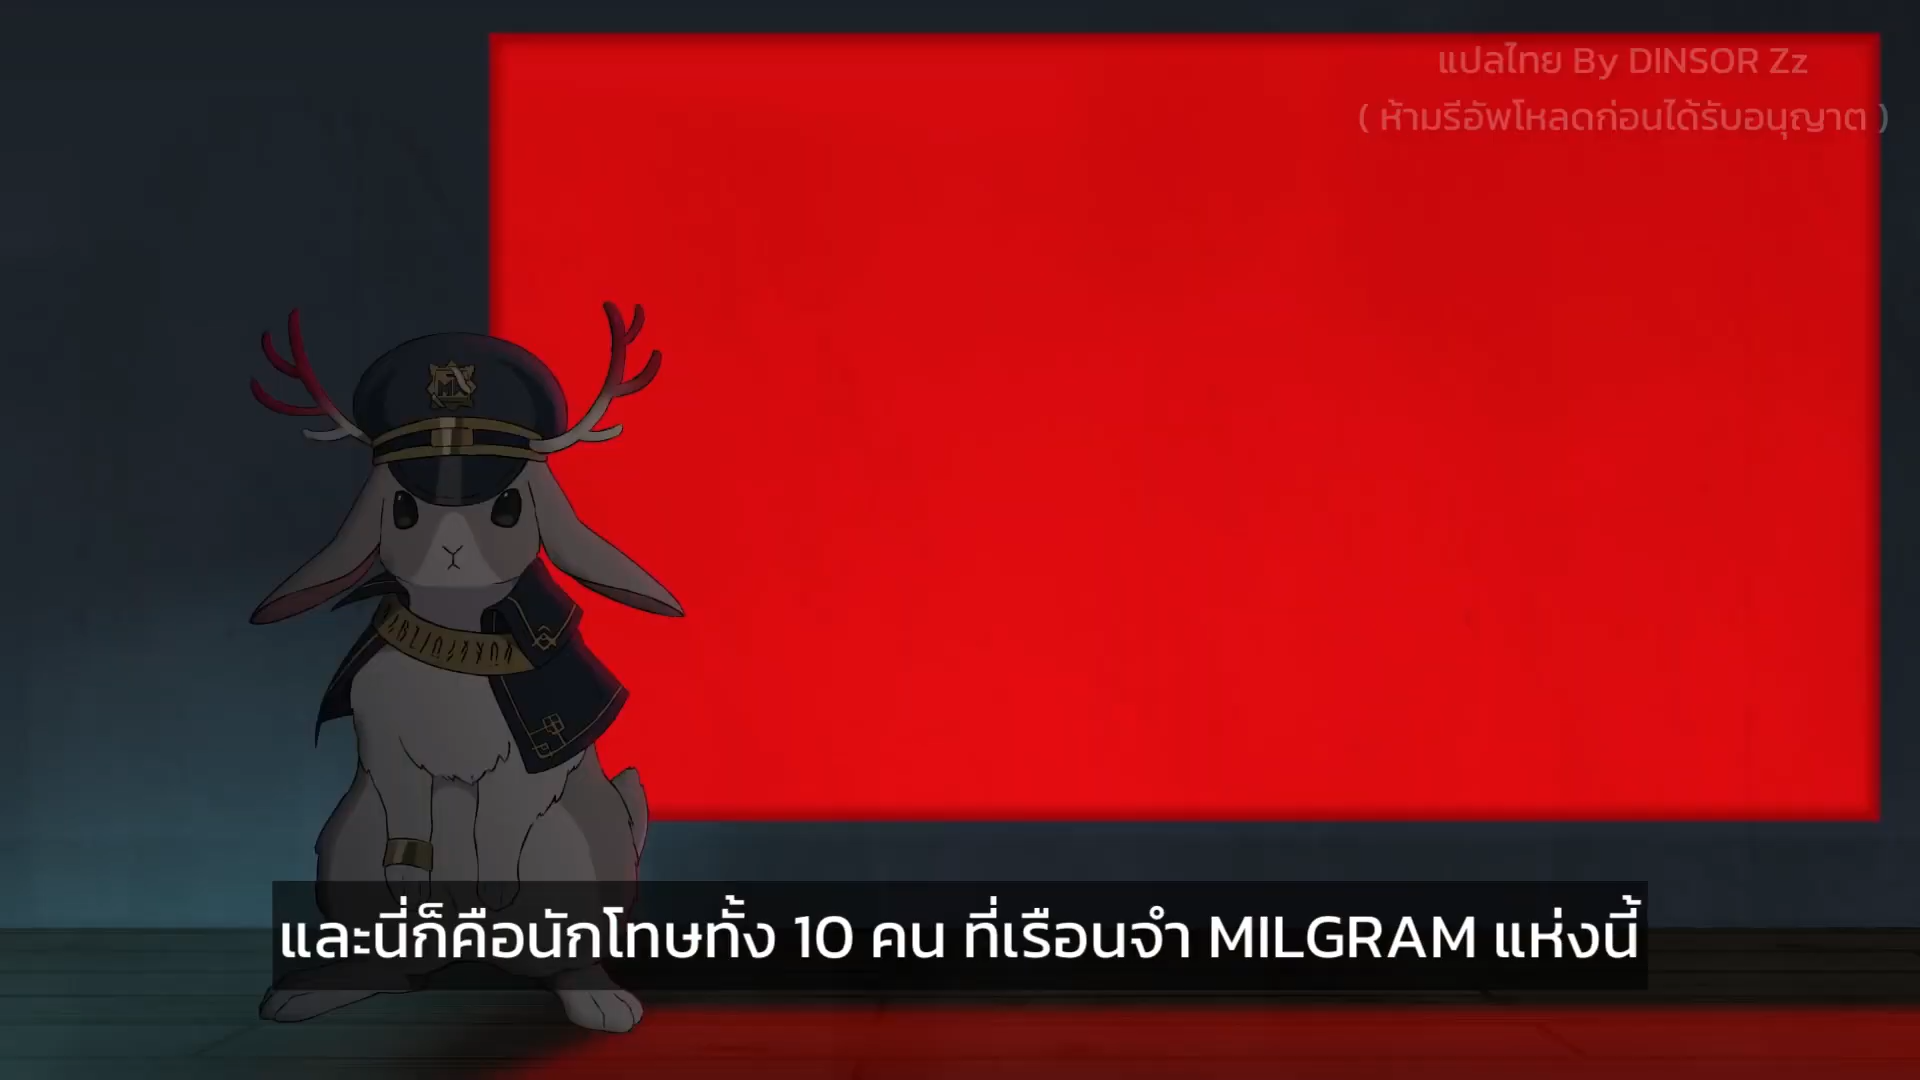 แปลไทย By DINSOR Zz
( ห้ามรีอัพโหลดก่อนได้รับอนุญาต )
และนี่ก็คือนักโทษทั้ง 10 คน ที่เรือนจำ MILGRAM แห่งนี้